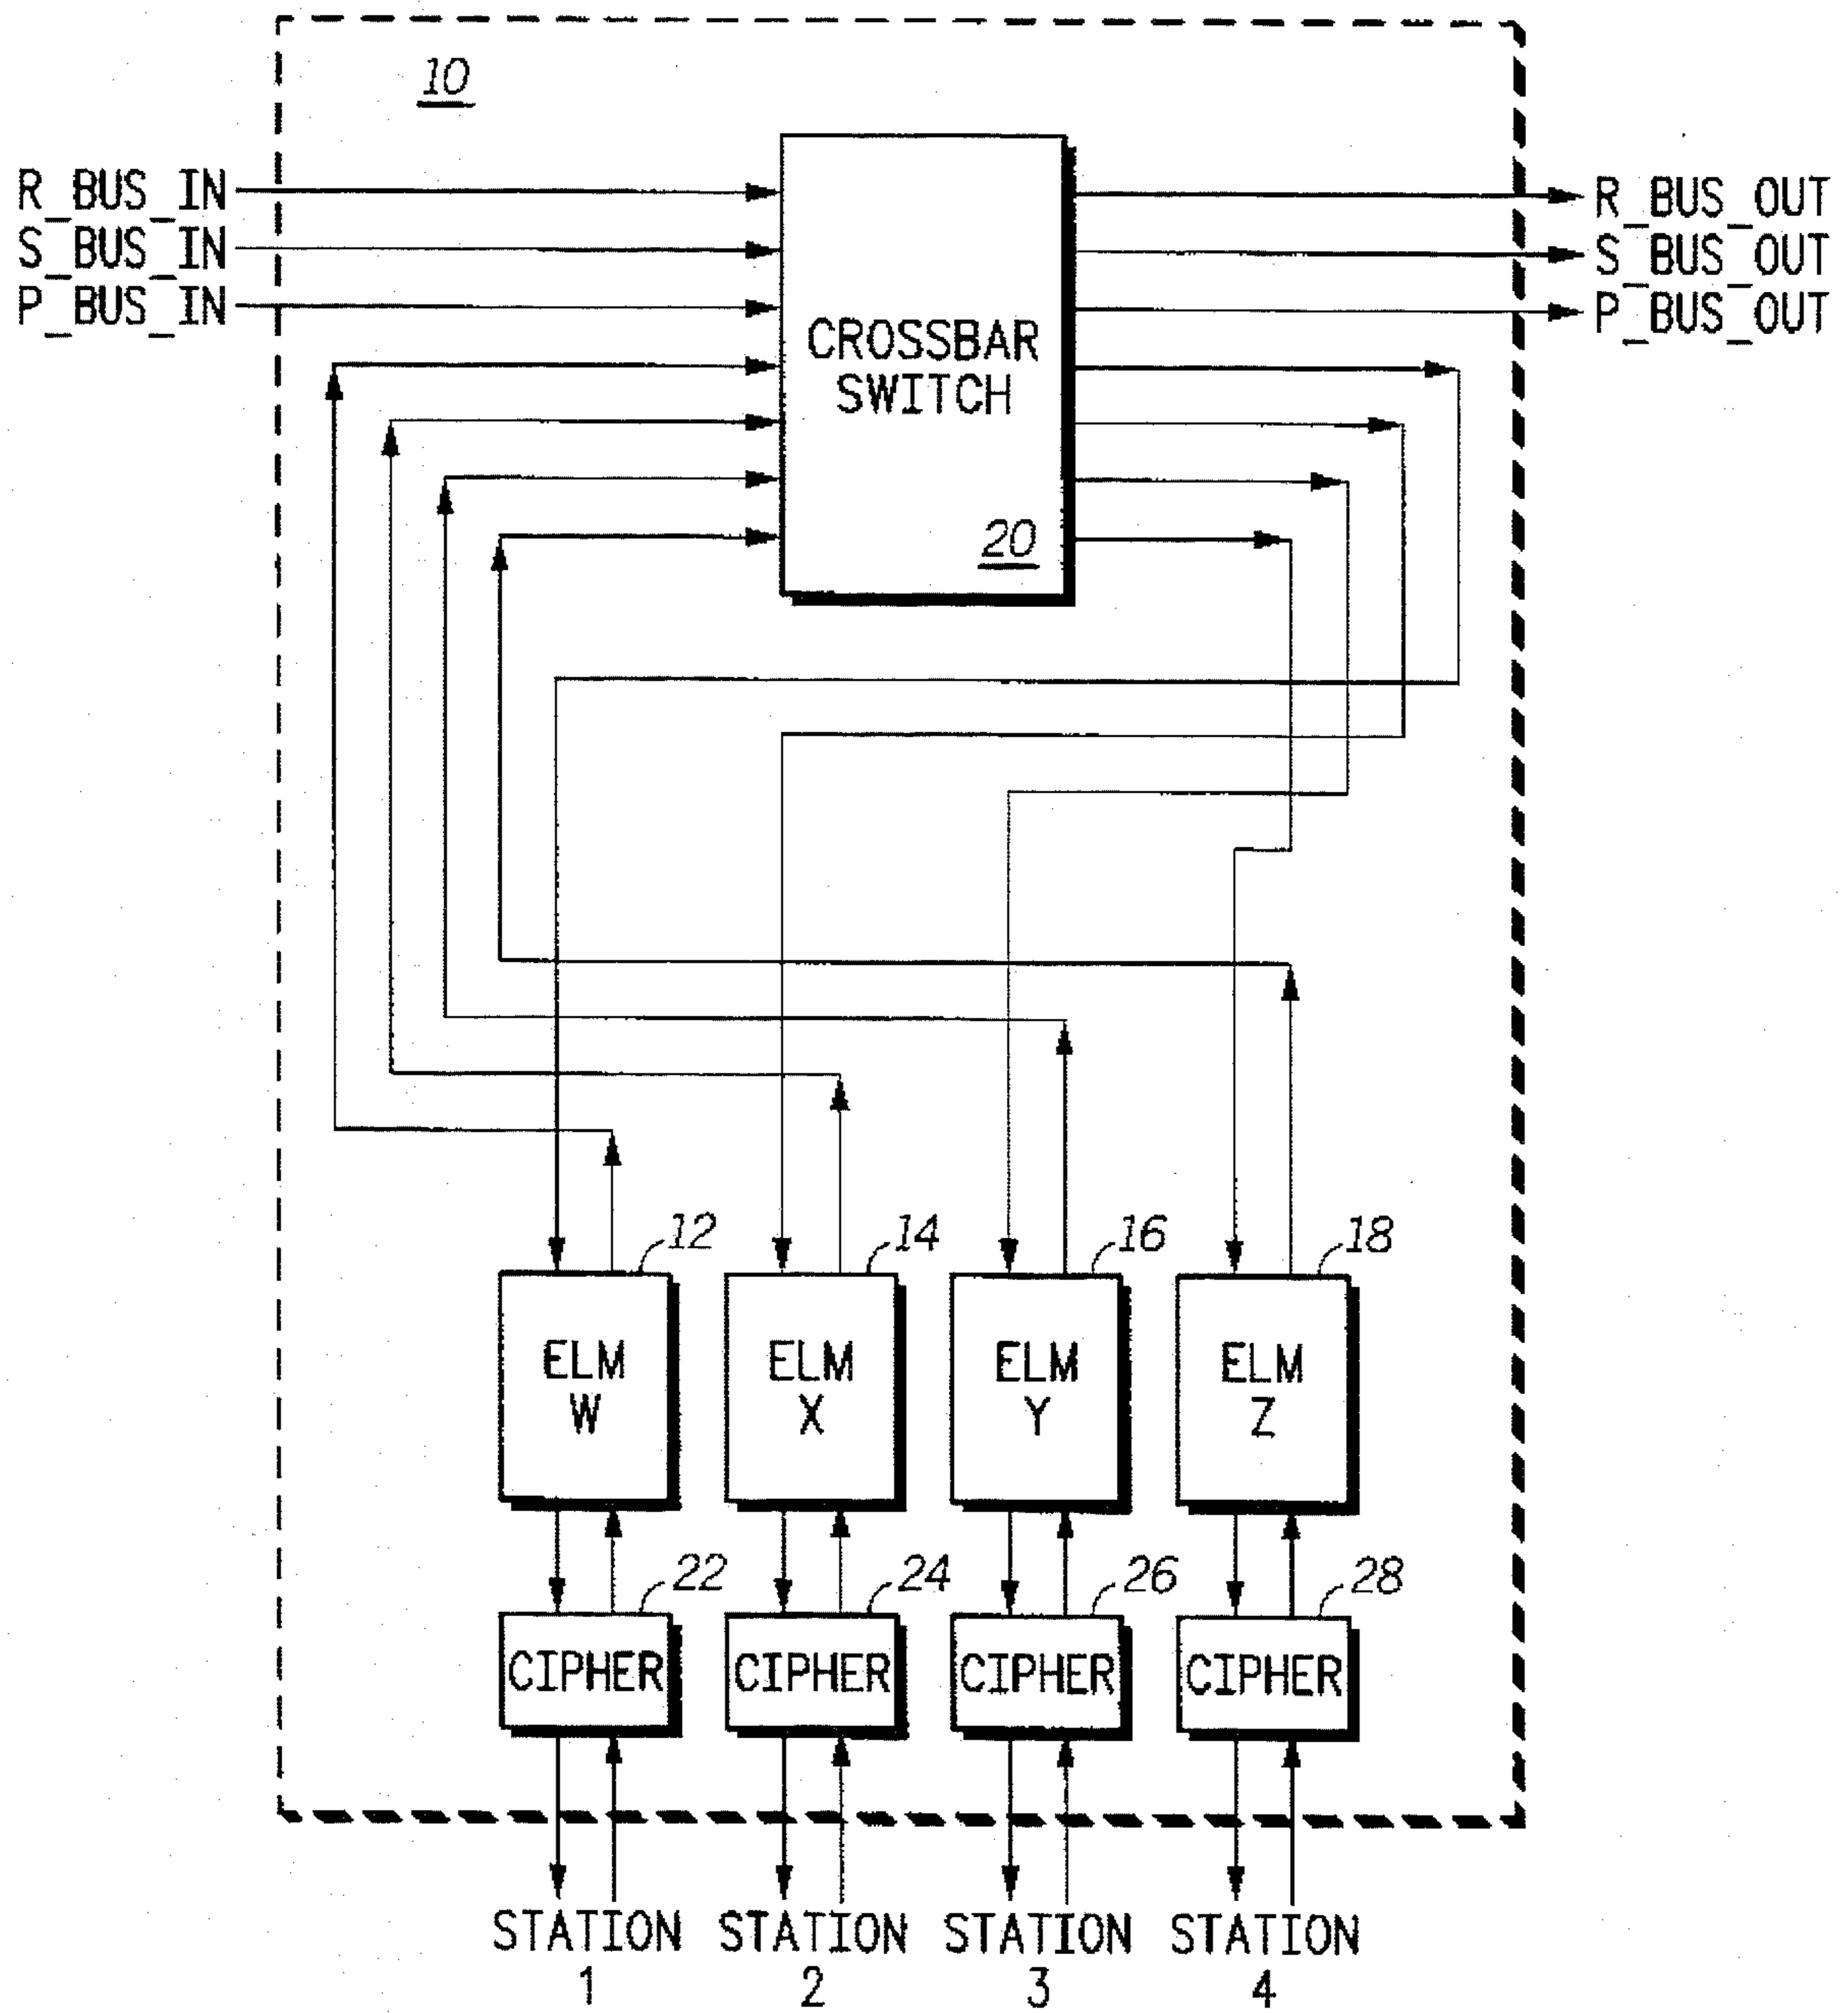 10
R_BUS_IN
S_BUS_IN
P_BUS_IN
R_BUS_OUT
S_BUS_OUT
P_BUS_OUT
CROSSBAR
SWITCH
20
12
14
16
18
ELM
W
ELM
X
ELM
Y
ELM
Z
22
24
26
28
CIPHER
CIPHER
CIPHER
CIPHER
STATION
1
STATION
2
STATION
3
STATION
4